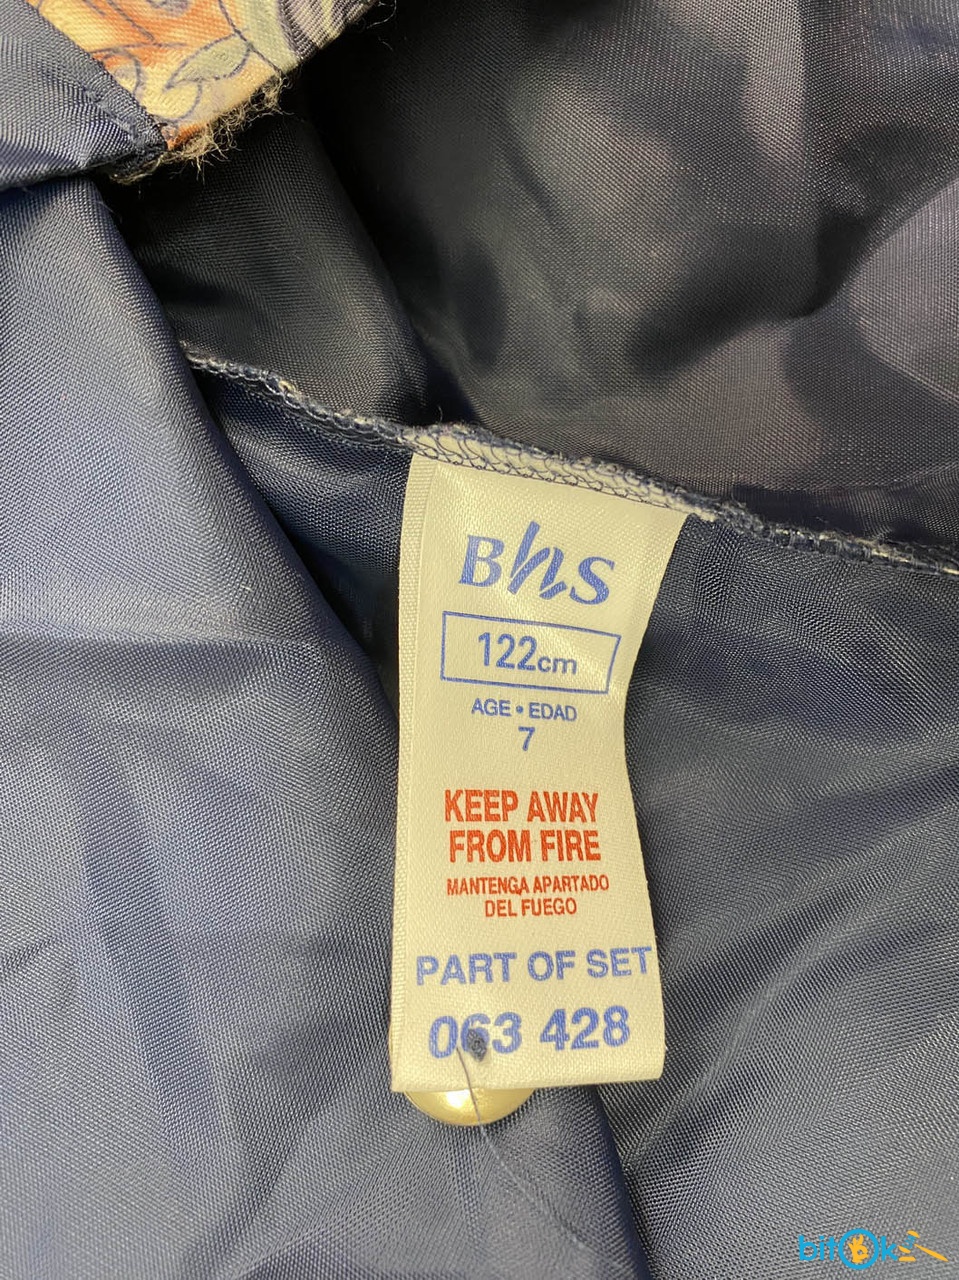 BhS
122cm
AGE • EDAD
7
KEEP AWAY
FROM FIRE
MANTENGA APARTADO
DEL FUEGO
PART OF SET
063 428
bitOk